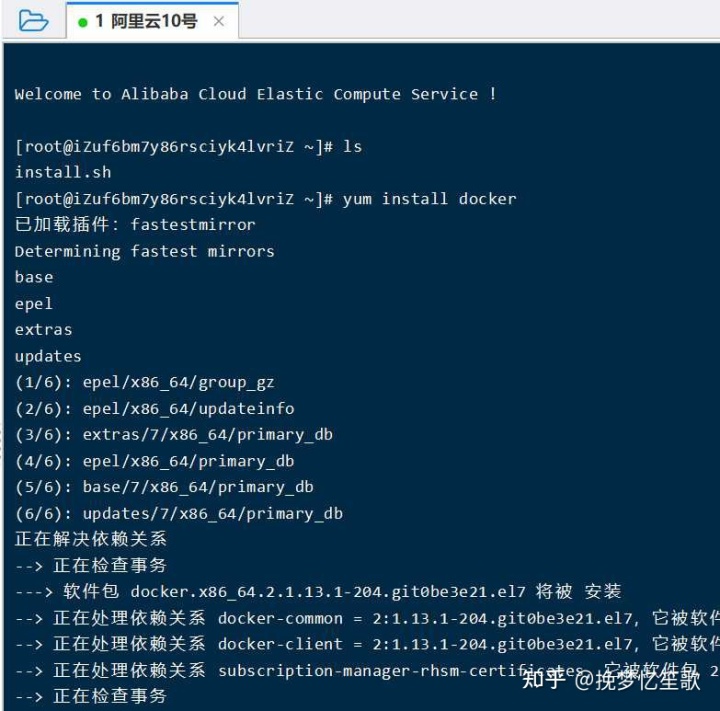 1 阿里云10号
Welcome to Alibaba Cloud Elastic Compute Service !
[root@iZuf6bm7y86rsciyk4lvriZ ~]# ls
install.sh
[root@iZuf6bm7y86rsciyk4lvriZ ~]# yum install docker
已加载插件：fastestmirror
Determining fastest mirrors
base
epel
extras
updates
(1/6): epel/x86_64/group_gz
(2/6): epel/x86_64/updateinfo
(3/6): extras/7/x86_64/primary_db
(4/6): epel/x86_64/primary_db
(5/6): base/7/x86_64/primary_db
(6/6): updates/7/x86_64/primary_db
正在解决依赖关系
--> 正在检查事务
---> 软件包 docker.x86_64.2.1.13.1-204.git0be3e21.el7 将被 安装
--> 正在处理依赖关系 docker-common = 2:1.13.1-204.git0be3e21.el7，它被软件
--> 正在处理依赖关系 docker-client = 2:1.13.1-204.git0be3e21.el7，它被软件
--> 正在处理依赖关系 subscription-manager-rhsm-certificates，它被软件包 2
--> 正在检查事务
知乎 @挽梦忆笙歌